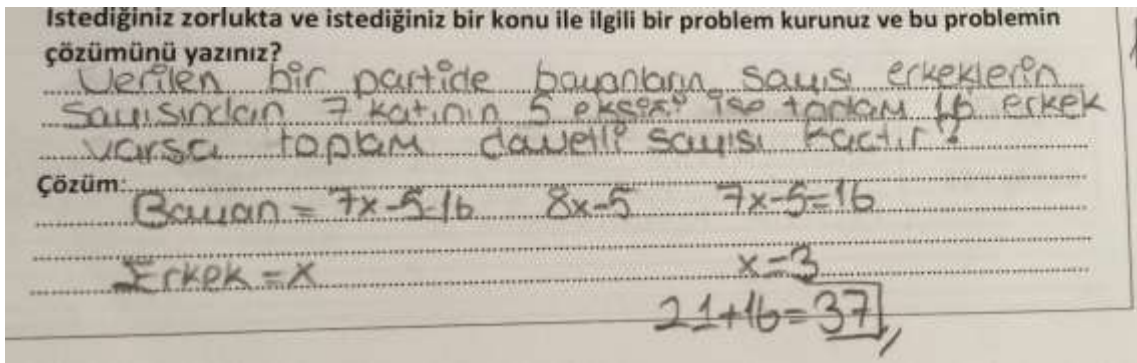 İstediğiniz zorlukta ve istediğiniz bir konu ile ilgili bir problem kurunuz ve bu problemin
çözümünü yazınız?
Verilen bir partide bayanların sayısı erkeklerin
sayısından 7 katının 5 eksiği ise toplam 16 erkek
varsa toplam davetli sayısı kaçtır?
Çözüm:
Bayan = 7x-5-16 8x-5 7x-5=16
Erkek = x x=3
21+16=37